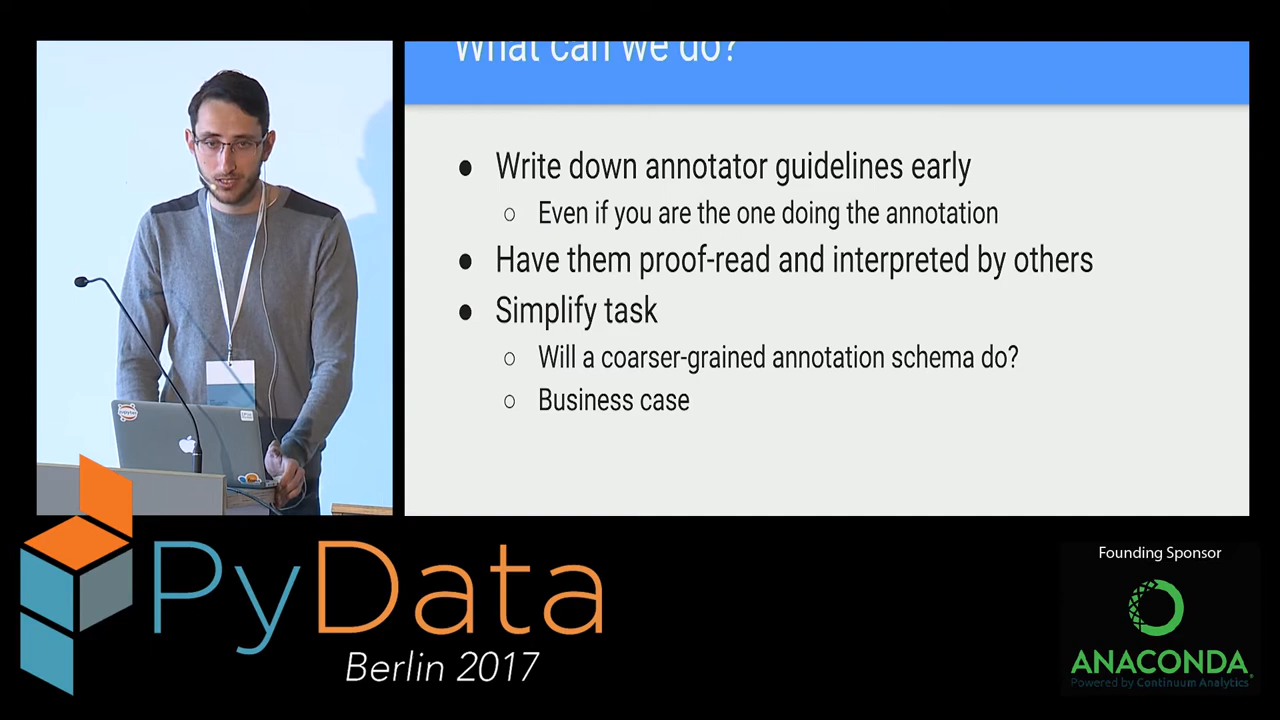 What can we do?
● Write down annotator guidelines early
○ Even if you are the one doing the annotation
● Have them proof-read and interpreted by others
● Simplify task
○ Will a coarser-grained annotation schema do?
○ Business case
PyData
Berlin 2017
Founding Sponsor
ANACONDA
Powered by Continuum Analytics